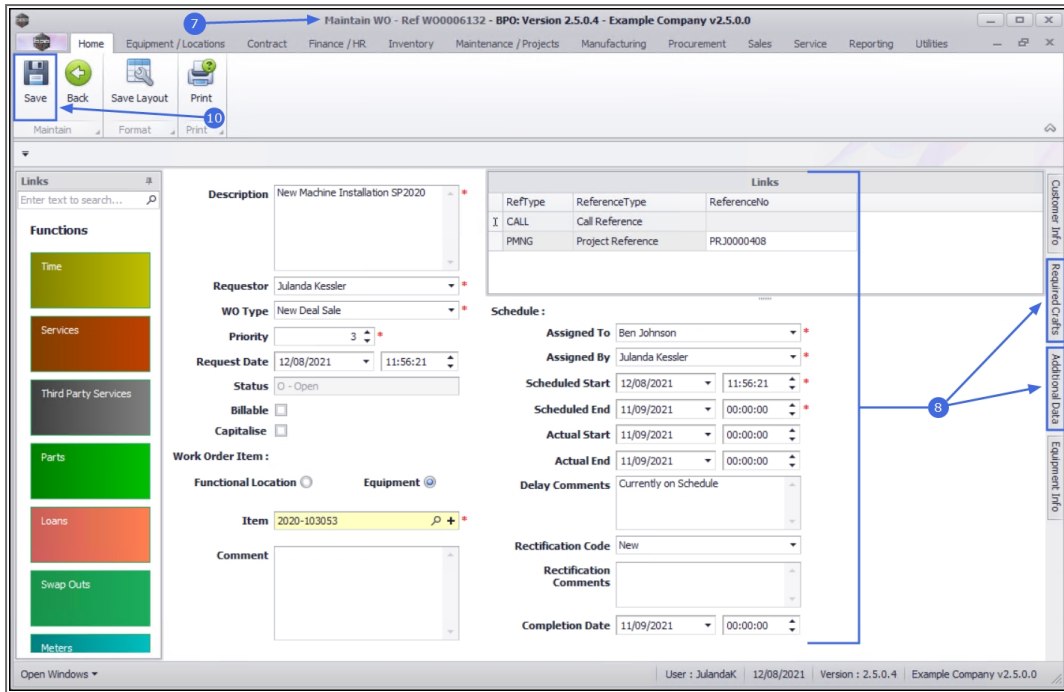 7
Maintain WO - Ref WO0006132 - BPO: Version 2.5.0.4 - Example Company v2.5.0.0
Home Equipment / Locations Contract Finance / HR Inventory Maintenance / Projects Manufacturing Procurement Sales Service Reporting Utilities
Save Back Save Layout Print
10
Maintain Format Print
Links
Enter text to search...
Functions
Time
Services
Third Party Services
Parts
Loans
Swap Outs
Meters
Description New Machine Installation SP2020 *
Requestor Julanda Kessler *
WO Type New Deal Sale *
Priority 3 *
Request Date 12/08/2021 11:56:21
Status O - Open
Billable
Capitalise
Work Order Item :
Functional Location Equipment
Item 2020-103053 *
Comment
Links
RefType ReferenceType ReferenceNo
CALL Call Reference
PMNG Project Reference PRJ0000408
Schedule :
Assigned To Ben Johnson *
Assigned By Julanda Kessler *
Scheduled Start 12/08/2021 11:56:21 *
Scheduled End 11/09/2021 00:00:00 *
Actual Start 11/09/2021 00:00:00
Actual End 11/09/2021 00:00:00
Delay Comments Currently on Schedule
Rectification Code New
Rectification
Comments
Completion Date 11/09/2021 00:00:00
8
Customer Info
Required Crafts
Additional Data
Equipment Info
Open Windows
User : JulandaK 12/08/2021 Version : 2.5.0.4 Example Company v2.5.0.0